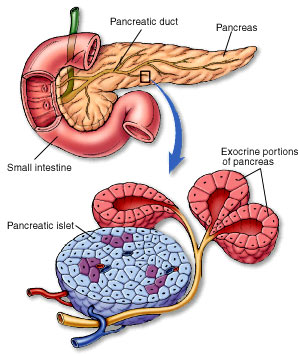 Pancreatic duct
Pancreas
Small intestine
Exocrine portions
of pancreas
Pancreatic islet